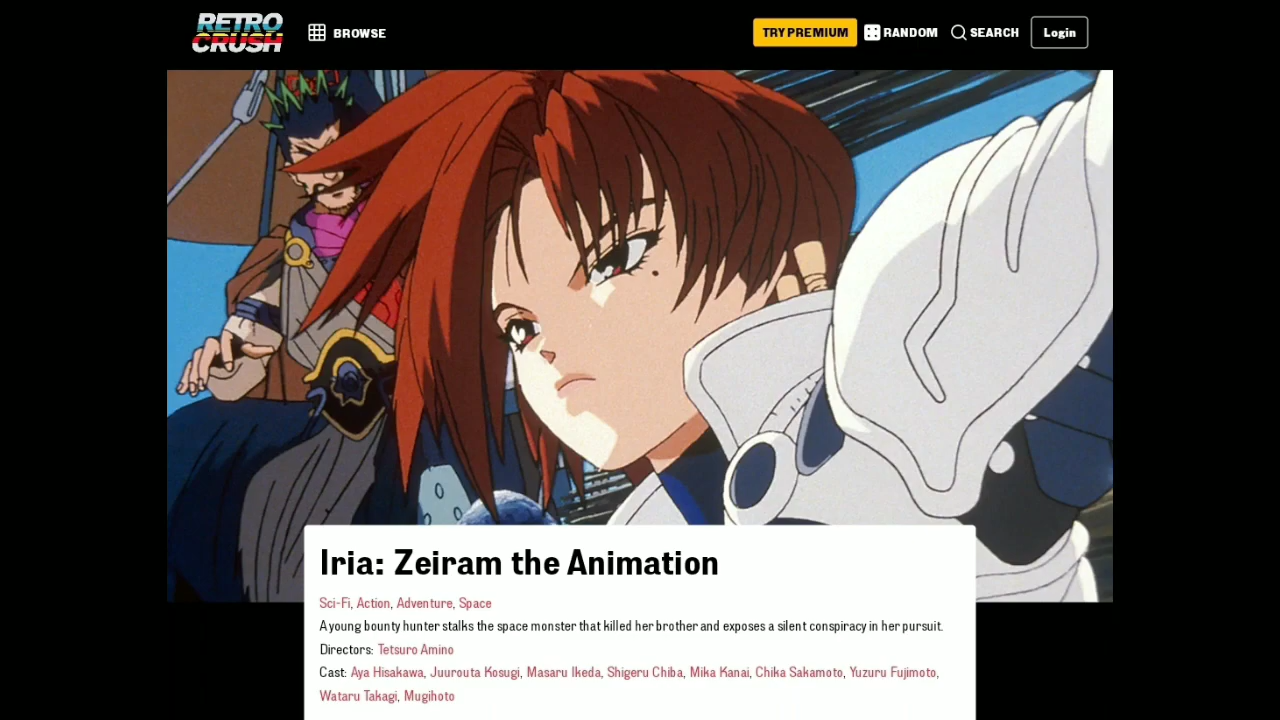 RETRO CRUSH
BROWSE
TRY PREMIUM
RANDOM
SEARCH
Login
Iria: Zeiram the Animation
Sci-Fi, Action, Adventure, Space
A young bounty hunter stalks the space monster that killed her brother and exposes a silent conspiracy in her pursuit.
Directors: Tetsuro Amino
Cast: Aya Hisakawa, Juurouta Kosugi, Masaru Ikeda, Shigeru Chiba, Mika Kanai, Chika Sakamoto, Yuzuru Fujimoto,
Wataru Takagi, Mugihoto